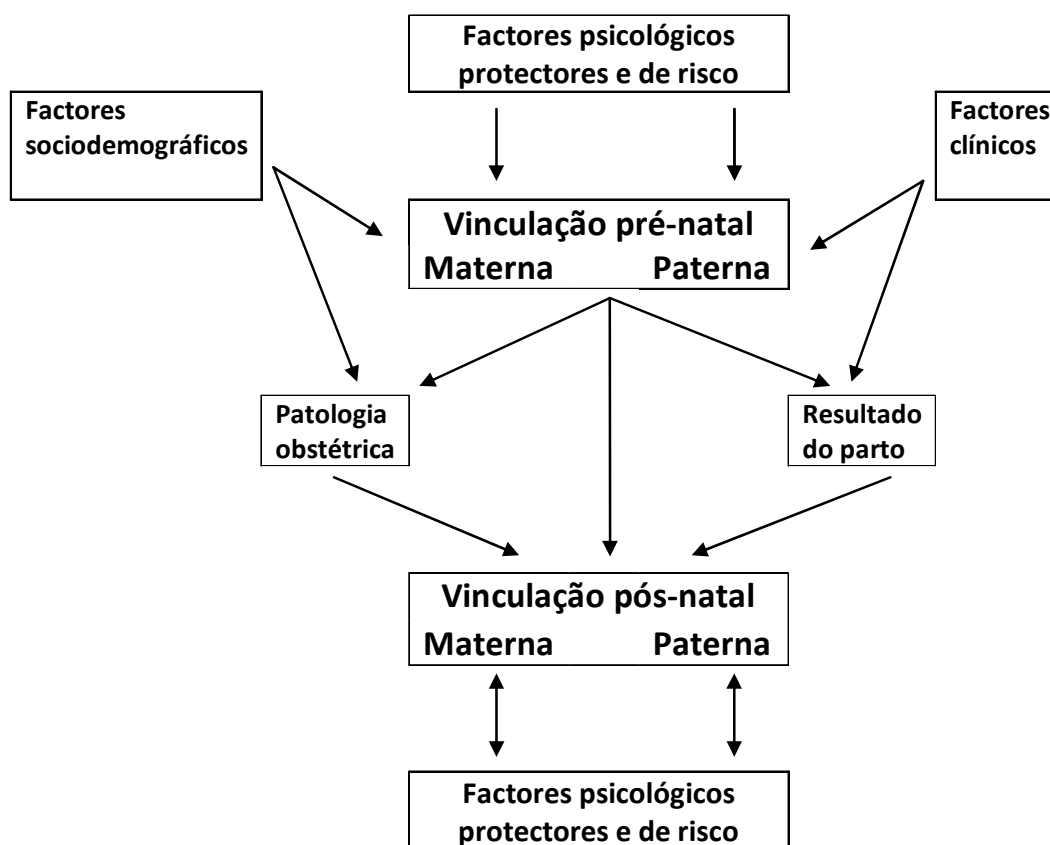 Factores psicológicos
protectores e de risco
Factores
sociodemográficos
Factores
clínicos
Vinculação pré-natal
Materna Paterna
Patologia
obstétrica
Resultado
do parto
Vinculação pós-natal
Materna Paterna
Factores psicológicos
protectores e de risco